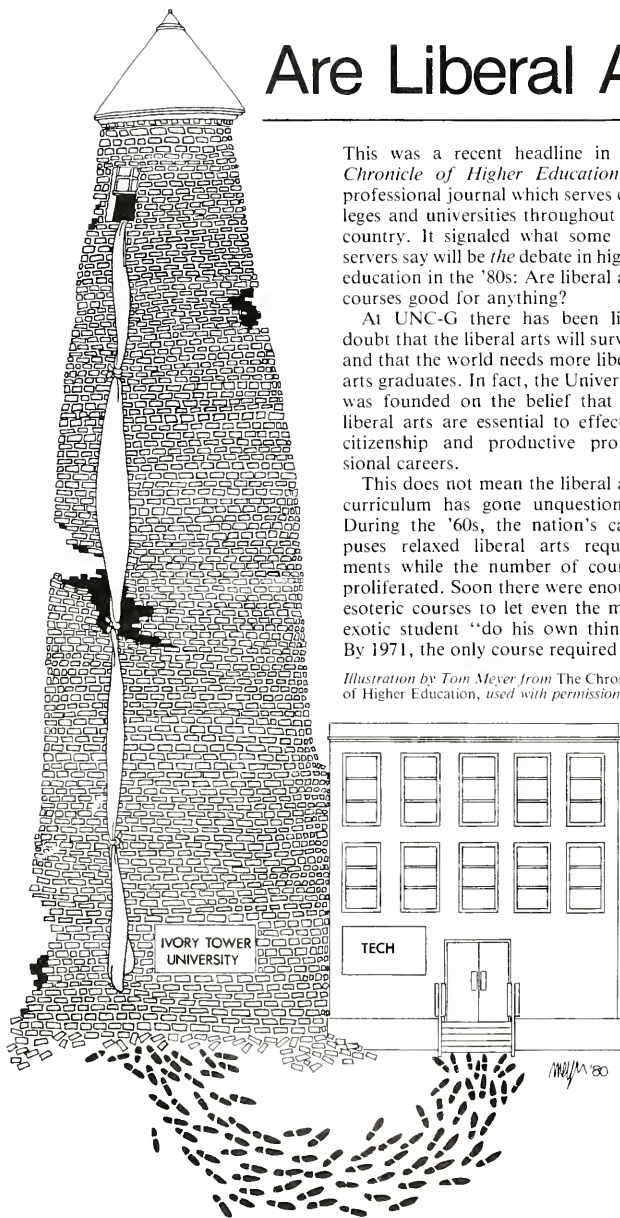 Are Liberal A
This was a recent headline in
Chronicle of Higher Education
professional journal which serves c
leges and universities throughout
country. It signaled what some
servers say will be the debate in hig
education in the '80s: Are liberal a
courses good for anything?
At UNC-G there has been li
doubt that the liberal arts will surv
and that the world needs more libe
arts graduates. In fact, the Univer
was founded on the belief that
liberal arts are essential to effec
citizenship and productive pro
sional careers.
This does not mean the liberal a
curriculum has gone unquestion
During the '60s, the nation's ca
puses relaxed liberal arts requ
ments while the number of cour
proliferated. Soon there were enou
esoteric courses to let even the m
exotic student "do his own thin
By 1971, the only course required
Illustration by Tom Meyer from The Chron
of Higher Education, used with permission
IVORY TOWER
UNIVERSITY
TECH
Meyer '80